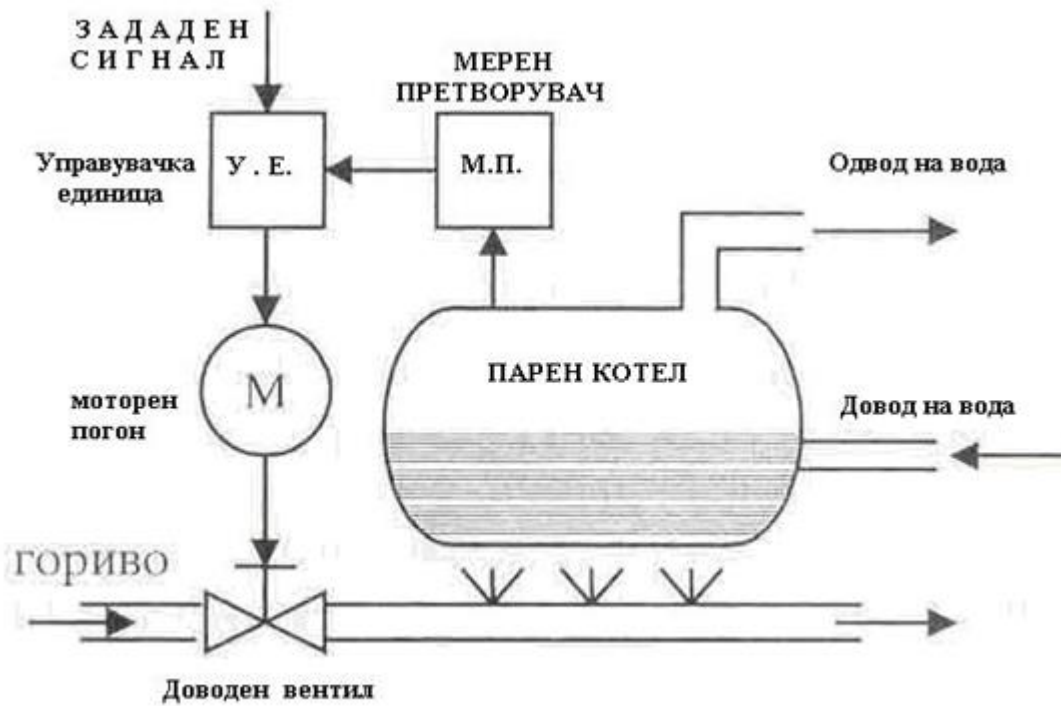 ЗАДАДЕН
СИГНАЛ
МЕРЕН
ПРЕТВОРУВАЧ
Управувачка
единица
У . Е.
М.П.
Одвод на вода
ПАРЕН КОТЕЛ
моторен
погон
М
Довод на вода
гориво
Доводен вентил